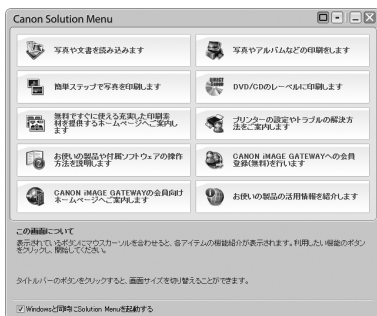 Canon Solution Menu
写真や文書を読み込みます
写真やアルバムなどの印刷をします
簡単ステップで写真を印刷します
DVD/CDのレーベルに印刷します
無料ですぐに使える充実した印刷素
材を提供するホームページへご案内し
ます
プリンターの設定やトラブルの解決方
法をご案内します
お使いの製品や付属ソフトウェアの操作
方法を説明します
CANON iMAGE GATEWAYへの会員
登録(無料)を行います
CANON iMAGE GATEWAYの会員向け
ホームページへご案内します
お使いの製品の活用情報を紹介します
この画面について
表示されているボタンにマウスカーソルを合わせると、各アイテムの機能紹介が表示されます。利用したい機能のボタン
をクリックし、開始してください。
タイトルバーのボタンをクリックすると、画面サイズを切り替えることができます。
Windowsと同時にSolution Menuを起動する